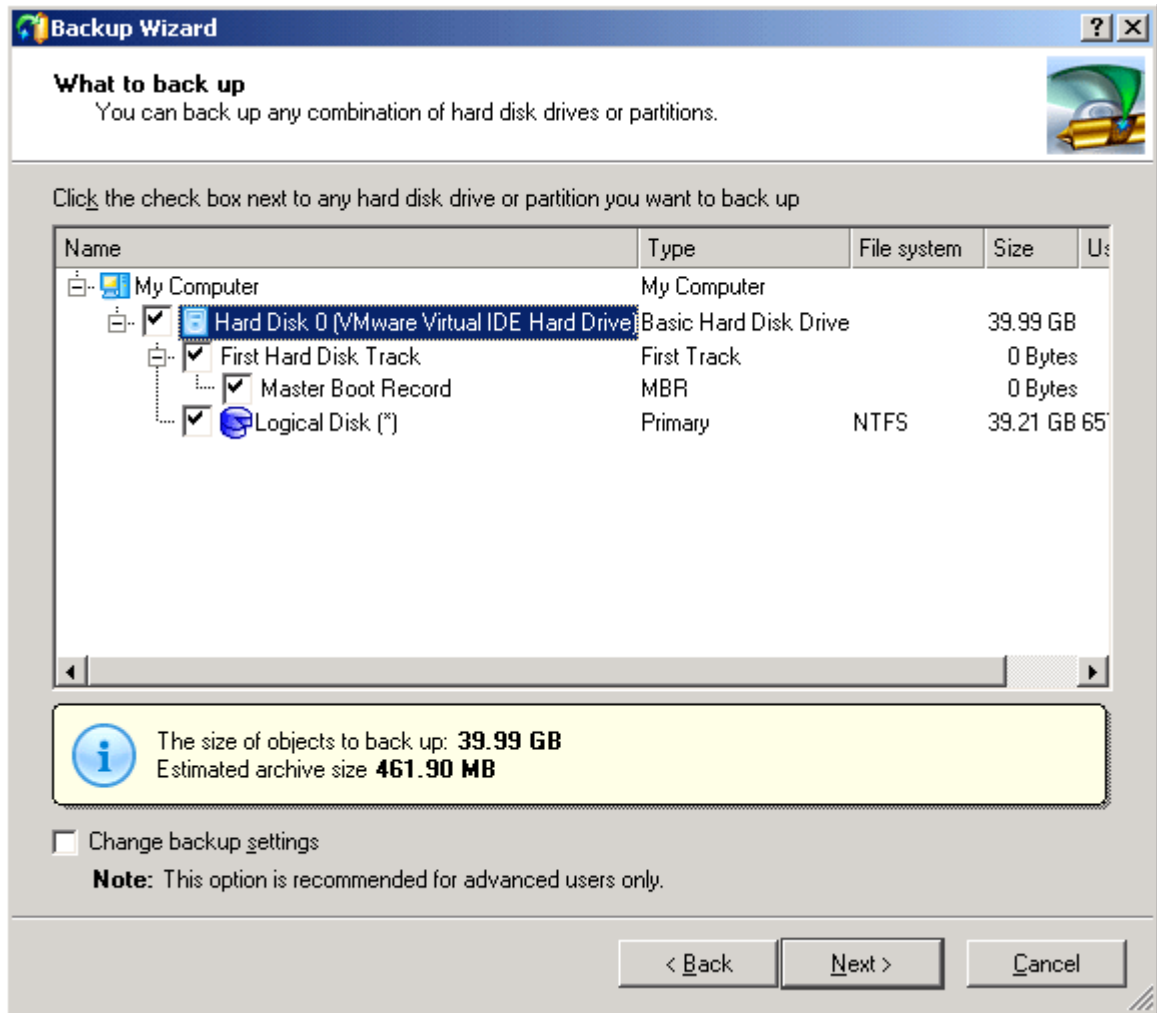 Backup Wizard
What to back up
You can back up any combination of hard disk drives or partitions.
Click the check box next to any hard disk drive or partition you want to back up
Name Type File system Size
My Computer My Computer
Hard Disk 0 (VMware Virtual IDE Hard Drive) Basic Hard Disk Drive 39.99 GB
First Hard Disk Track First Track 0 Bytes
Master Boot Record MBR 0 Bytes
Logical Disk (*) Primary NTFS 39.21 GB
The size of objects to back up: 39.99 GB
Estimated archive size 461.90 MB
Change backup settings
Note: This option is recommended for advanced users only.
< Back Next > Cancel